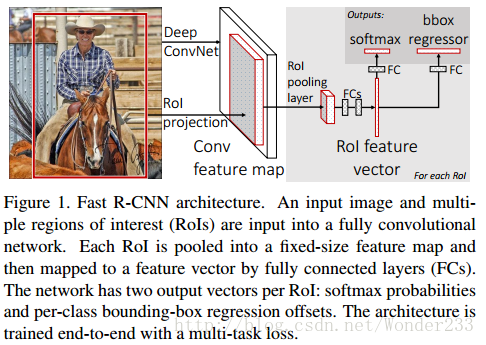 Outputs:
softmax
bbox
regressor
Deep
ConvNet
RoI
projection
Conv
feature map
RoI
pooling
layer
FCs
FC
FC
RoI feature
vector
For each RoI
Figure 1. Fast R-CNN architecture. An input image and multi-
ple regions of interest (RoIs) are input into a fully convolutional
network. Each RoI is pooled into a fixed-size feature map and
then mapped to a feature vector by fully connected layers (FCs).
The network has two output vectors per RoI: softmax probabilities
and per-class bounding-box regression offsets. The architecture is
trained end-to-end with a multi-task loss.
http://blog.csdn.net/Wonder233